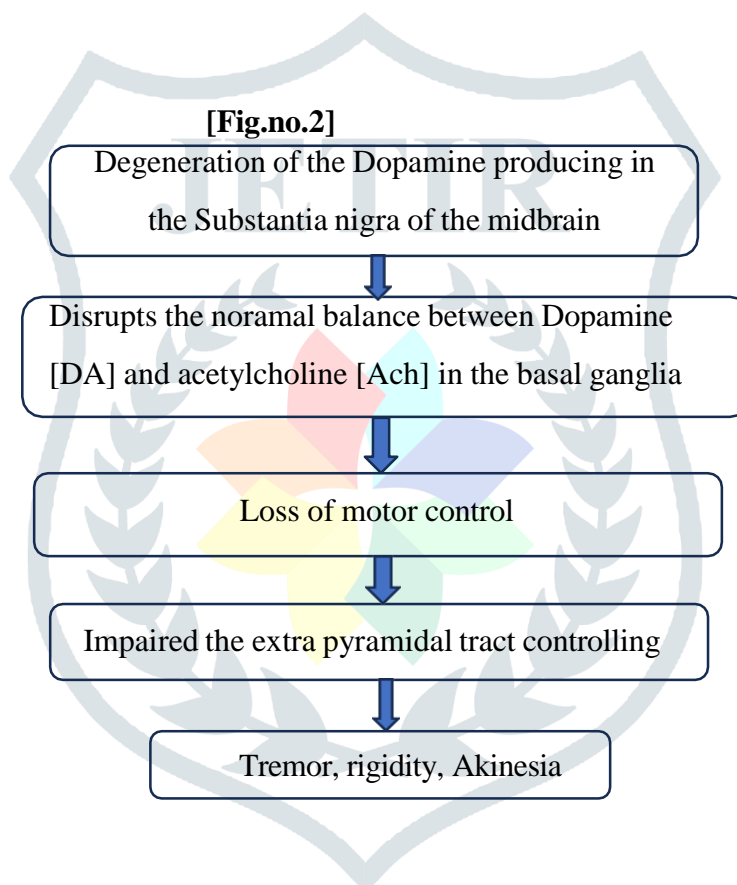 [Fig.no.2]
JETIR
Degeneration of the Dopamine producing in
the Substantia nigra of the midbrain
Disrupts the noramal balance between Dopamine
[DA] and acetylcholine [Ach] in the basal ganglia
Loss of motor control
Impaired the extra pyramidal tract controlling
Tremor, rigidity, Akinesia